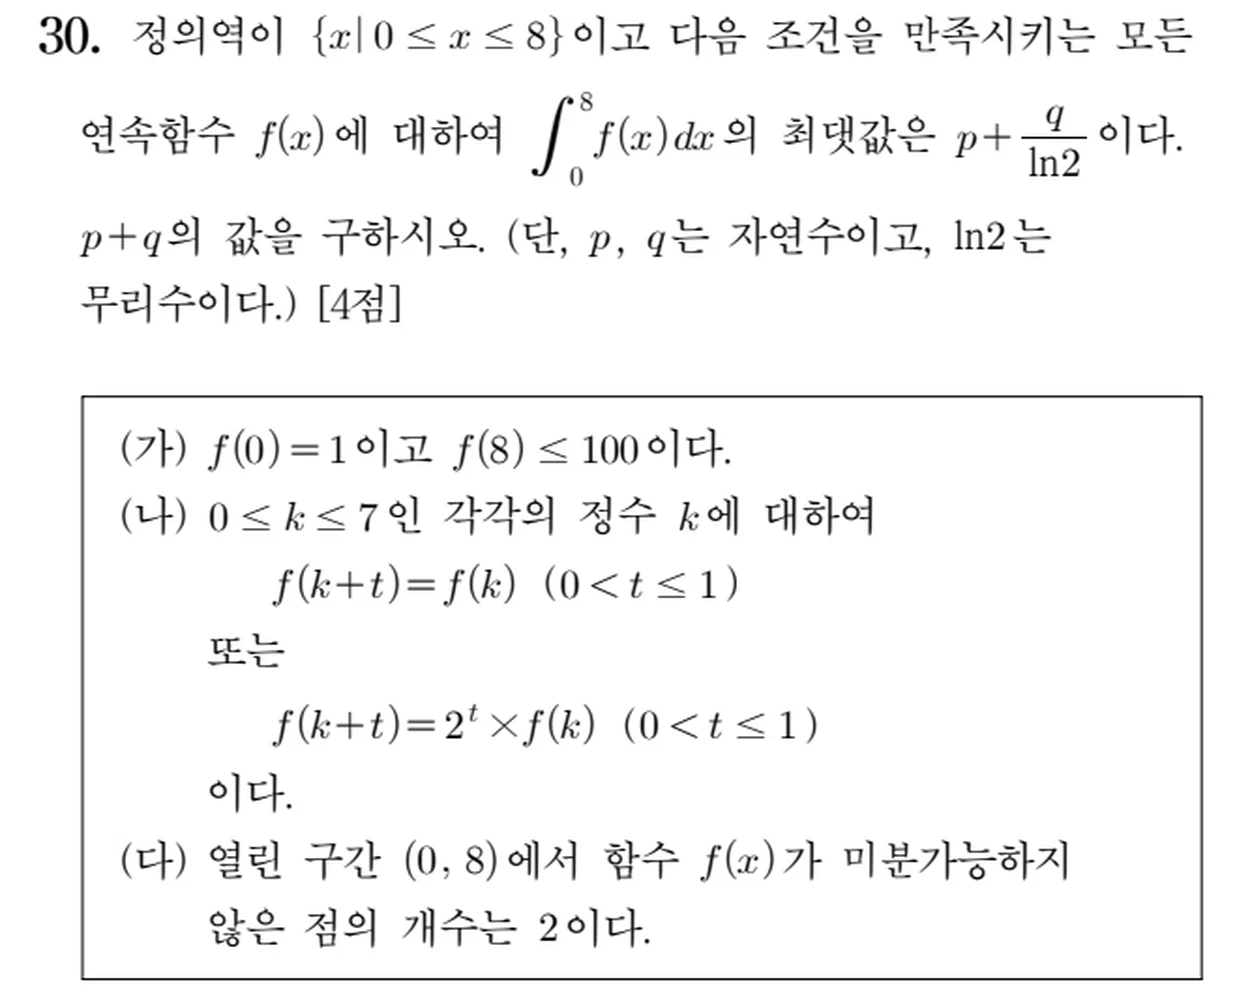 30. 정의역이 {x | 0 ≤ x ≤ 8}이고 다음 조건을 만족시키는 모든
연속함수 f(x)에 대하여 ∫₀⁸ f(x)dx의 최댓값은 p+q/ln2 이다.
p+q의 값을 구하시오. (단, p, q는 자연수이고, ln2는
무리수이다.) [4점]
(가) f(0)=1이고 f(8) ≤ 100이다.
(나) 0 ≤ k ≤ 7인 각각의 정수 k에 대하여
f(k+t)=f(k) (0<t ≤ 1)
또는
f(k+t)=2ᵗ×f(k) (0<t ≤ 1)
이다.
(다) 열린 구간 (0, 8)에서 함수 f(x)가 미분가능하지
않은 점의 개수는 2이다.